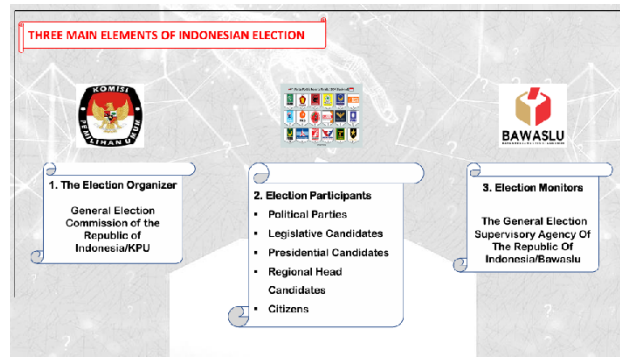 THREE MAIN ELEMENTS OF INDONESIAN ELECTION
KOMISI
PEMILIHAN UMUM
BAWASLU
1. The Election Organizer
General Election
Commission of the
Republic of
Indonesia/KPU
2. Election Participants
▪ Political Parties
▪ Legislative Candidates
▪ Presidential Candidates
▪ Regional Head
Candidates
▪ Citizens
3. Election Monitors
The General Election
Supervisory Agency Of
The Republic Of
Indonesia/Bawaslu